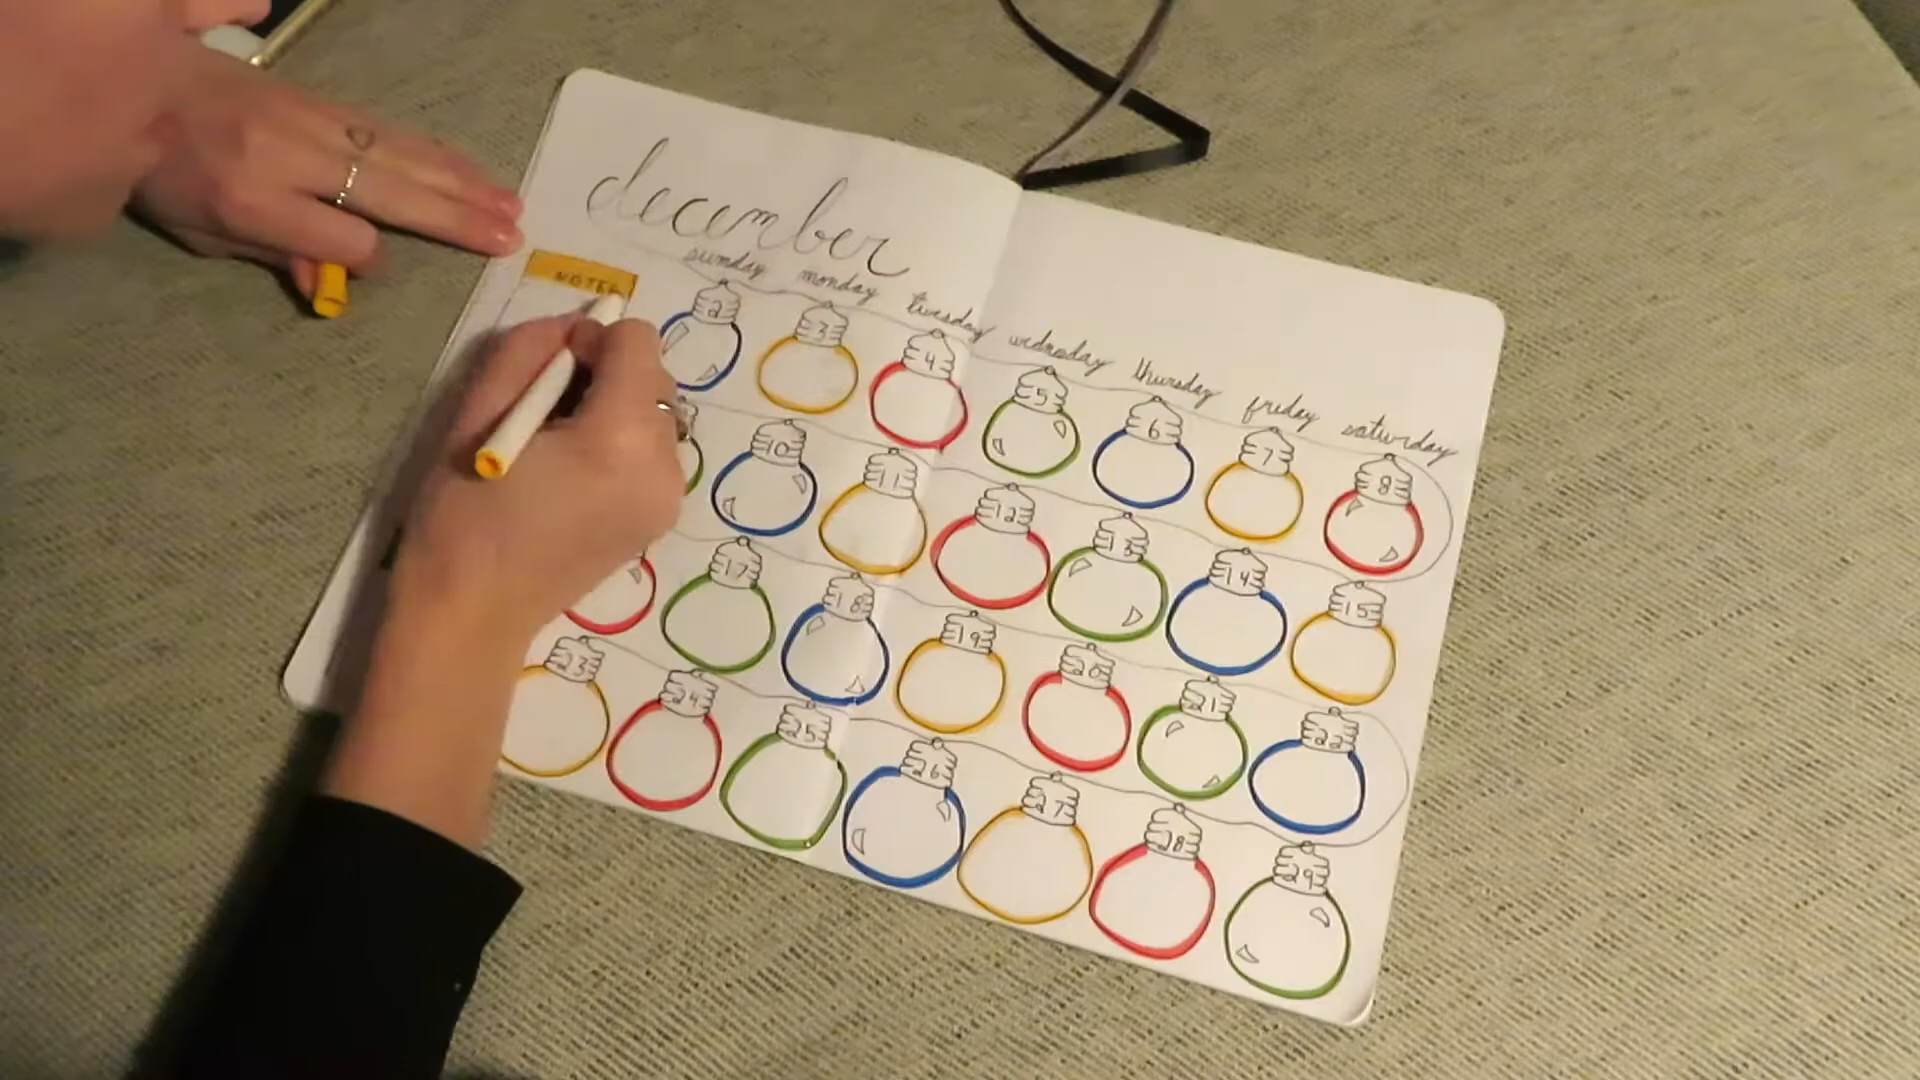 december
sunday monday tuesday wednesday thursday friday saturday
NOTES
2 3 4 5 6 7 8
10 11 12 13 14 15
17 18 19 20 21 22
23 24 25 26 27 28 29